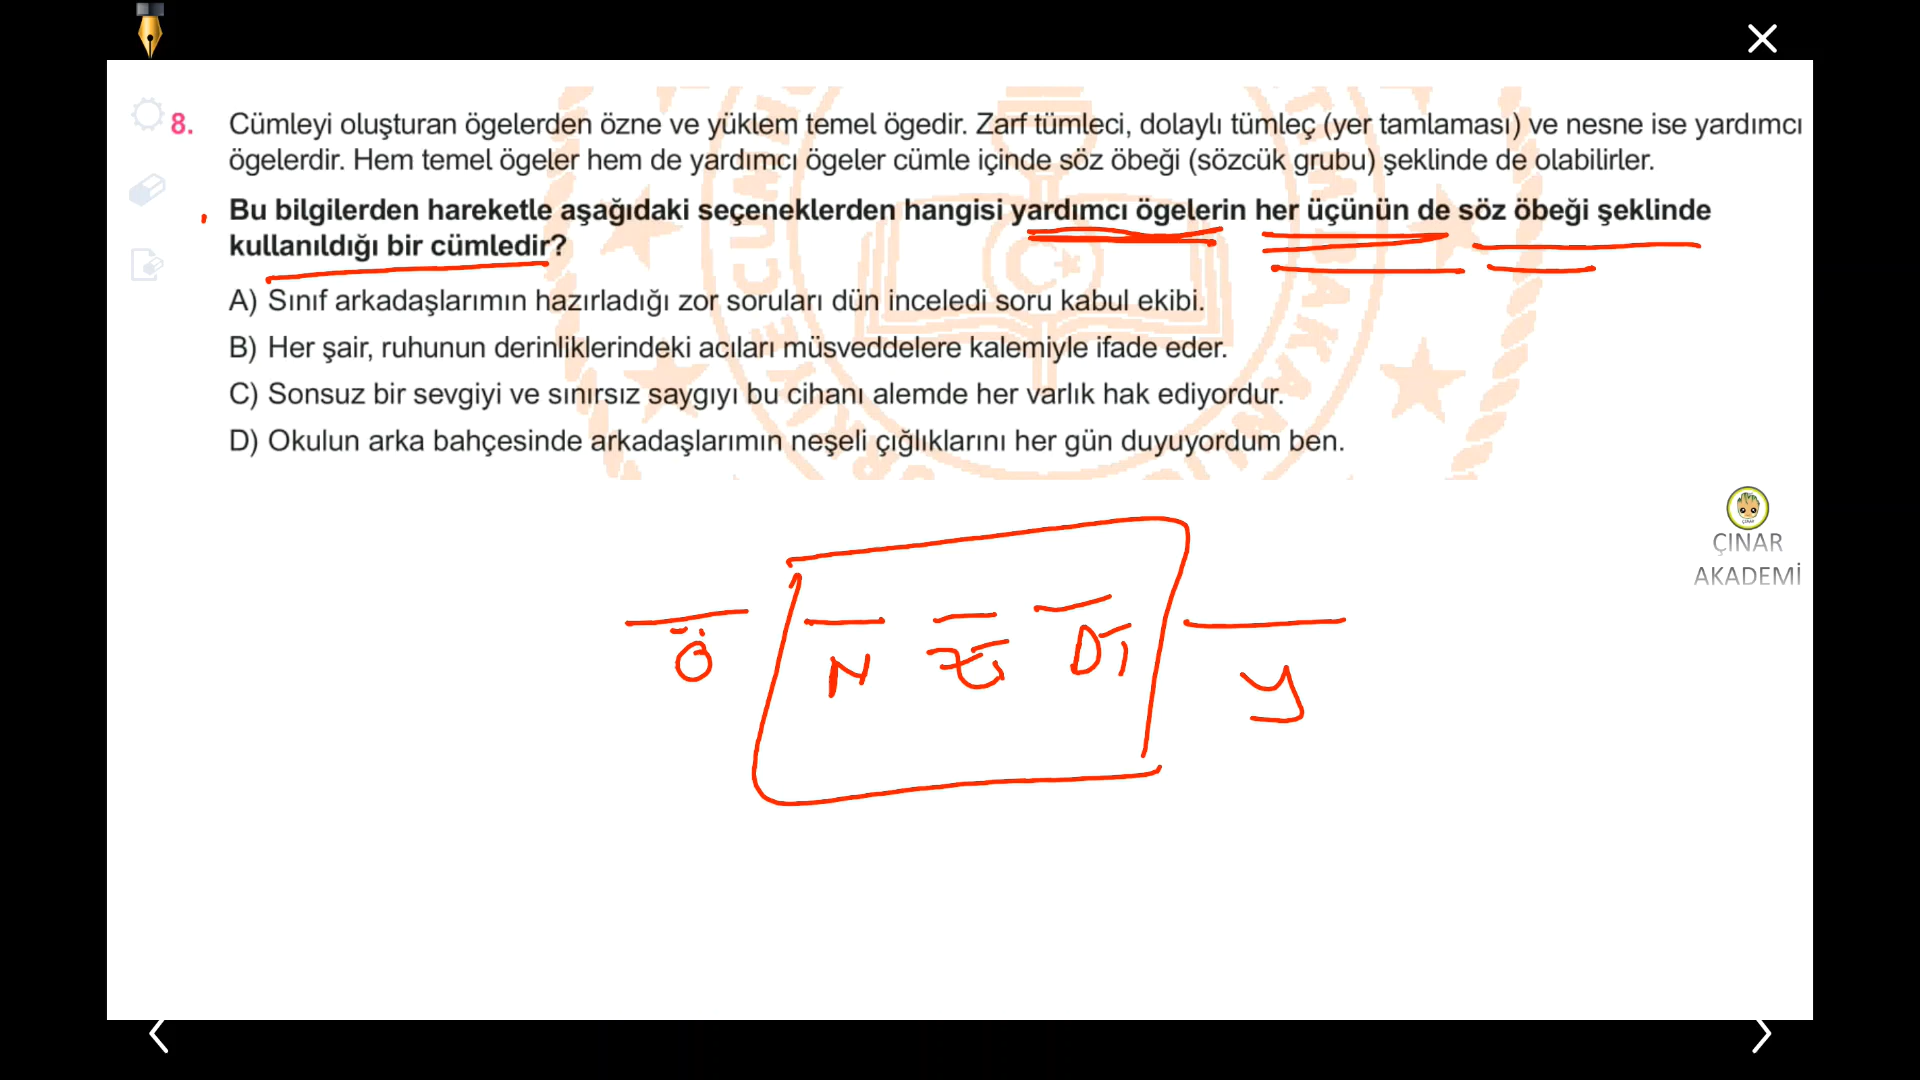 8. Cümleyi oluşturan ögelerden özne ve yüklem temel ögedir. Zarf tümleci, dolaylı tümleç (yer tamlaması) ve nesne ise yardımcı
ögelerdir. Hem temel ögeler hem de yardımcı ögeler cümle içinde söz öbeği (sözcük grubu) şeklinde de olabilirler.
Bu bilgilerden hareketle aşağıdaki seçeneklerden hangisi yardımcı ögelerin her üçünün de söz öbeği şeklinde
kullanıldığı bir cümledir?
A) Sınıf arkadaşlarımın hazırladığı zor soruları dün inceledi soru kabul ekibi.
B) Her şair, ruhunun derinliklerindeki acıları müsveddelere kalemiyle ifade eder.
C) Sonsuz bir sevgiyi ve sınırsız saygıyı bu cihanı alemde her varlık hak ediyordur.
D) Okulun arka bahçesinde arkadaşlarımın neşeli çığlıklarını her gün duyuyordum ben.
ÇINAR
AKADEMİ
Ö N DT Y